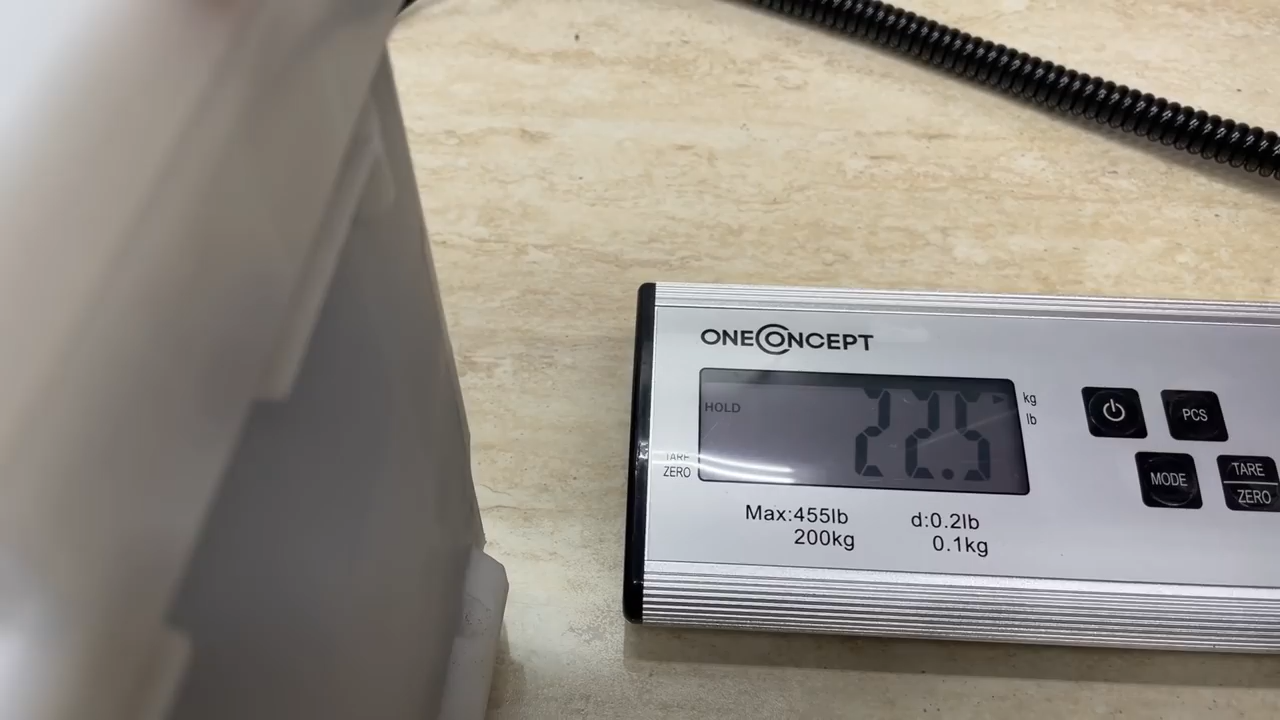 ONECONCEPT
HOLD
22.5
kg
lb
TARE
ZERO
PCS
MODE
TARE
ZERO
Max:455lb
200kg
d:0.2lb
0.1kg